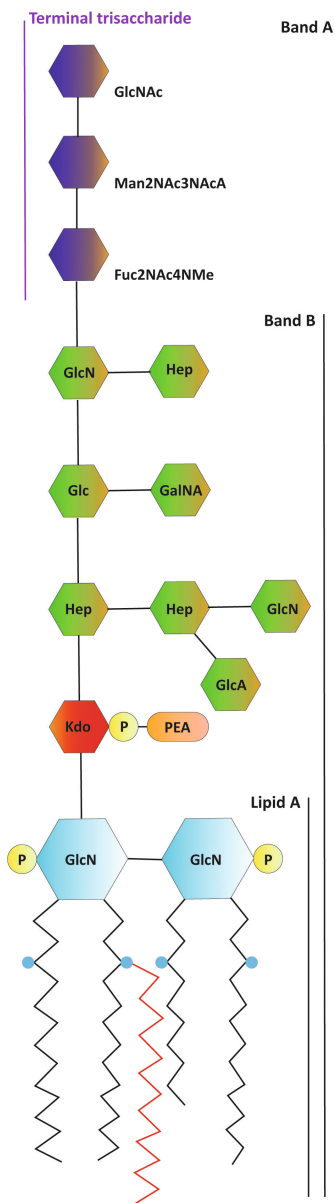 Terminal trisaccharide
Band A
GlcNAc
Man2NAc3NAcA
Fuc2NAc4NMe
Band B
GlcN
Hep
Glc
GalNA
Hep
Hep
GlcN
GlcA
Kdo
P
PEA
Lipid A
P
GlcN
GlcN
P